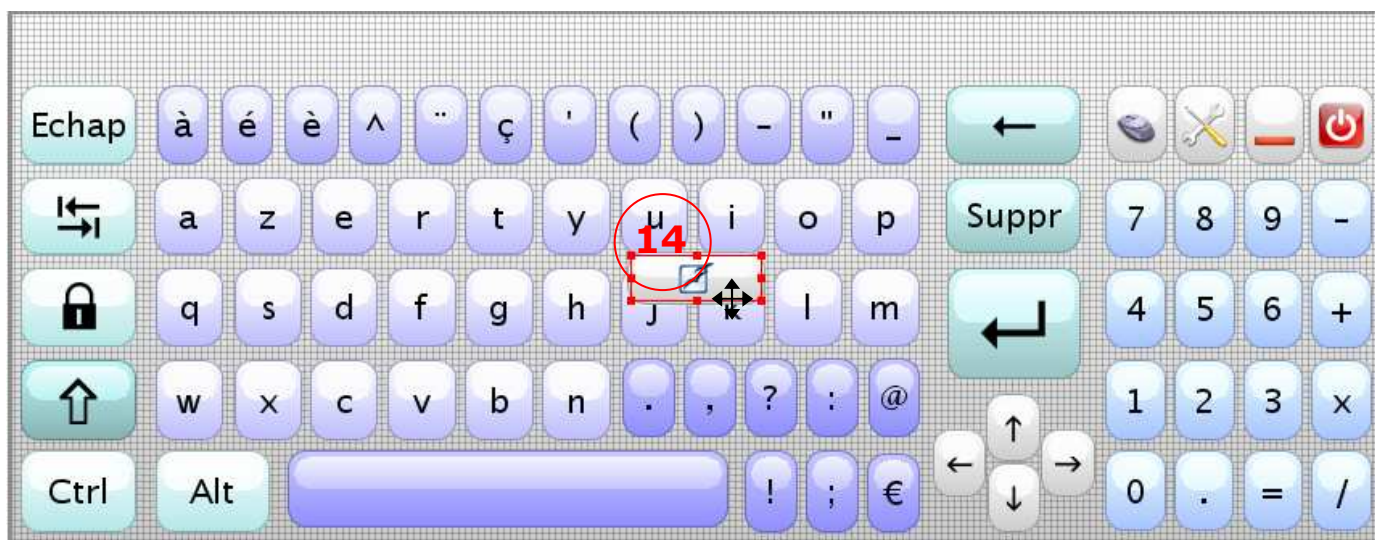 Echap à é è ^ ¨ ç ' ( ) - " _ ←
a z e r t y u i o p Suppr 7 8 9 -
14
q s d f g h j k l m 4 5 6 +
w x c v b n . , ? : @ 1 2 3 x
↑
← →
Ctrl Alt ! ; € ↓ 0 . = /